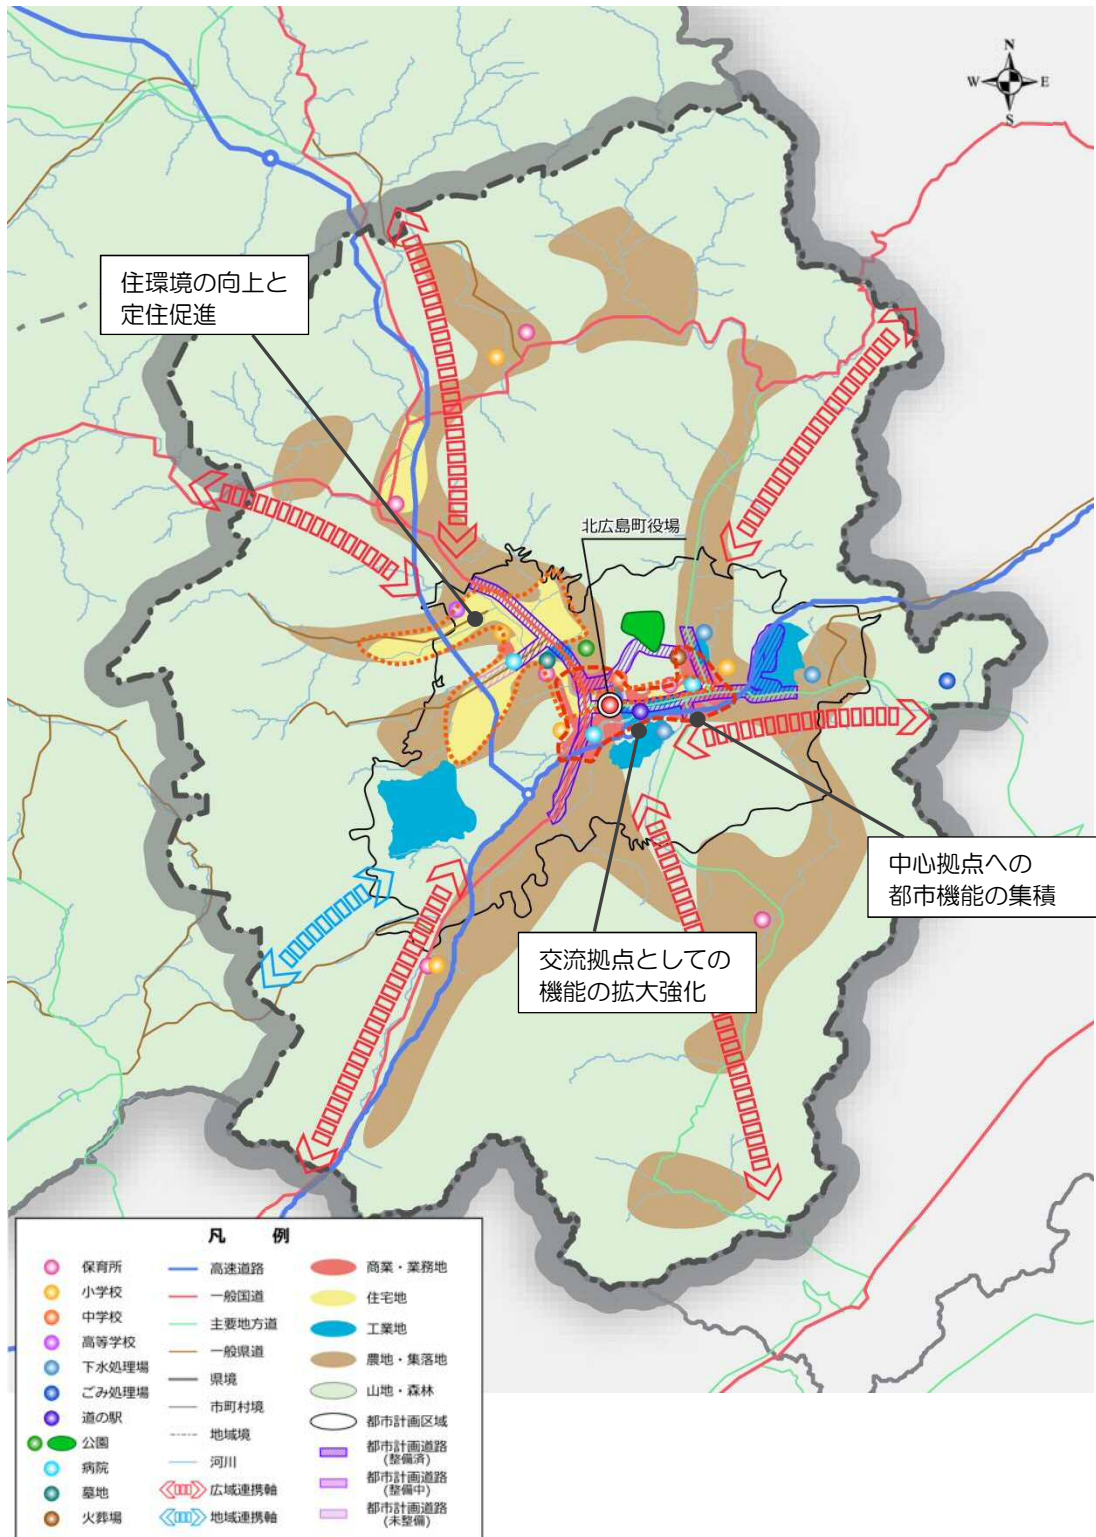 N
W
E
S
住環境の向上と
定住促進
北広島町役場
中心拠点への
都市機能の集積
交流拠点としての
機能の拡大強化
凡 例
保育所
小学校
中学校
高等学校
下水処理場
ごみ処理場
道の駅
公園
病院
墓地
火葬場
高速道路
一般国道
主要地方道
一般県道
県境
市町村境
地域境
河川
広域連携軸
地域連携軸
商業・業務地
住宅地
工業地
農地・集落地
山地・森林
都市計画区域
都市計画道路
(整備済)
都市計画道路
(整備中)
都市計画道路
(未整備)